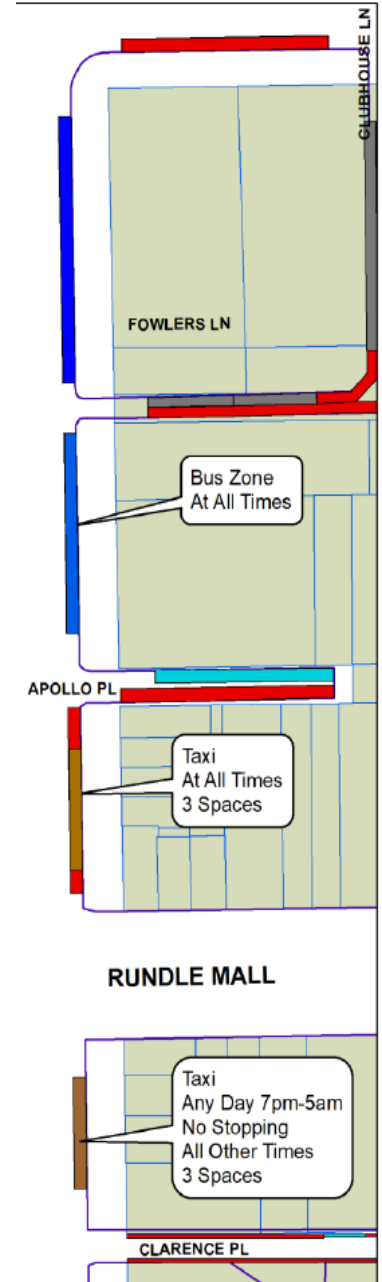 CLUBHOUSE LN
FOWLERS LN
Bus Zone
At All Times
APOLLO PL
Taxi
At All Times
3 Spaces
RUNDLE MALL
Taxi
Any Day 7pm-5am
No Stopping
All Other Times
3 Spaces
CLARENCE PL